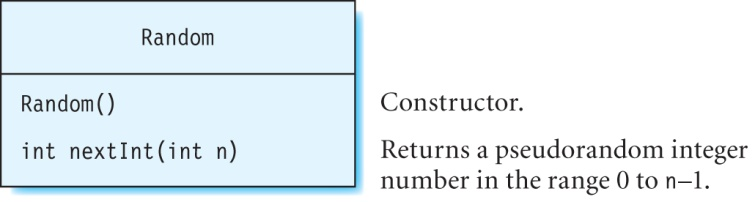 Random
Random() Constructor.
int nextInt(int n) Returns a pseudorandom integer
number in the range 0 to n–1.